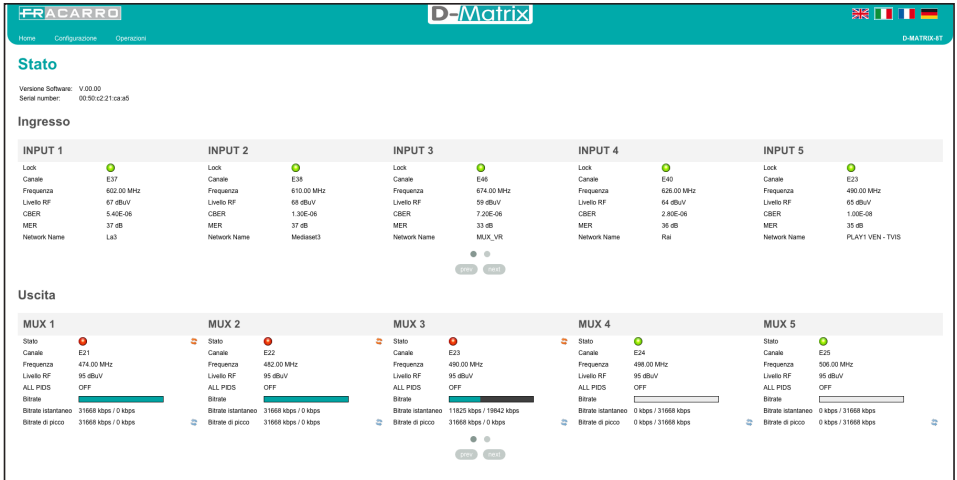 FRACARRO
D-Matrix
Home Configurazione Operazioni D-MATRIX-6T
Stato
Versione Software: V.00.00
Serial number: 00:50:c2:21:ca:a5
Ingresso
INPUT 1 INPUT 2 INPUT 3 INPUT 4 INPUT 5
Lock Lock Lock Lock Lock
Canale E37 Canale E38 Canale E46 Canale E40 Canale E23
Frequenza 602.00 MHz Frequenza 610.00 MHz Frequenza 674.00 MHz Frequenza 626.00 MHz Frequenza 490.00 MHz
Livello RF 67 dBuV Livello RF 68 dBuV Livello RF 59 dBuV Livello RF 64 dBuV Livello RF 65 dBuV
CBER 5.40E-06 CBER 1.30E-06 CBER 7.20E-06 CBER 2.80E-06 CBER 1.00E-08
MER 37 dB MER 37 dB MER 33 dB MER 36 dB MER 35 dB
Network Name La3 Network Name Mediaset3 Network Name MUX_VR Network Name Rai Network Name PLAY1 VEN - TVIS
prev next
Uscita
MUX 1 MUX 2 MUX 3 MUX 4 MUX 5
Stato Stato Stato Stato Stato
Canale E21 Canale E22 Canale E23 Canale E24 Canale E25
Frequenza 474.00 MHz Frequenza 482.00 MHz Frequenza 490.00 MHz Frequenza 498.00 MHz Frequenza 506.00 MHz
Livello RF 95 dBuV Livello RF 95 dBuV Livello RF 95 dBuV Livello RF 95 dBuV Livello RF 95 dBuV
ALL PIDS OFF ALL PIDS OFF ALL PIDS OFF ALL PIDS OFF ALL PIDS OFF
Bitrate Bitrate Bitrate Bitrate Bitrate
Bitrate istantaneo 31668 kbps / 0 kbps Bitrate istantaneo 31668 kbps / 0 kbps Bitrate istantaneo 11825 kbps / 19842 kbps Bitrate istantaneo 0 kbps / 31668 kbps Bitrate istantaneo 0 kbps / 31668 kbps
Bitrate di picco 31668 kbps / 0 kbps Bitrate di picco 31668 kbps / 0 kbps Bitrate di picco 31668 kbps / 0 kbps Bitrate di picco 0 kbps / 31668 kbps Bitrate di picco 0 kbps / 31668 kbps
prev next